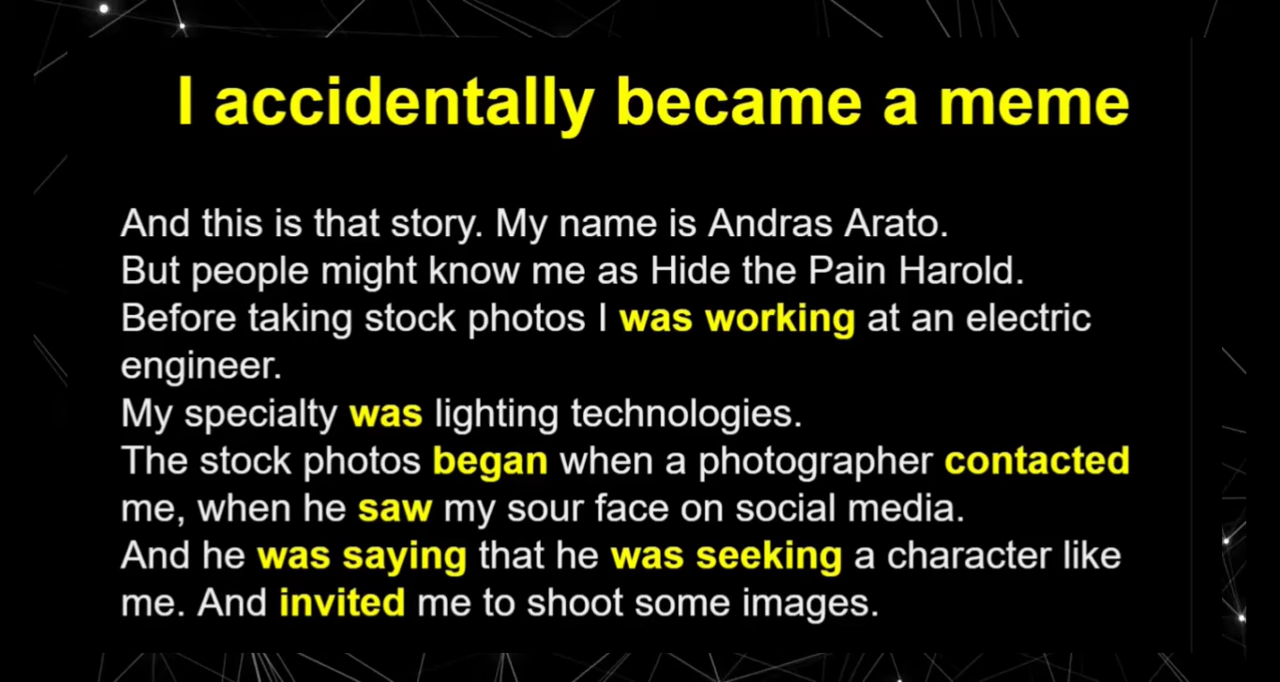 I accidentally became a meme
And this is that story. My name is Andras Arato.
But people might know me as Hide the Pain Harold.
Before taking stock photos I was working at an electric
engineer.
My specialty was lighting technologies.
The stock photos began when a photographer contacted
me, when he saw my sour face on social media.
And he was saying that he was seeking a character like
me. And invited me to shoot some images.